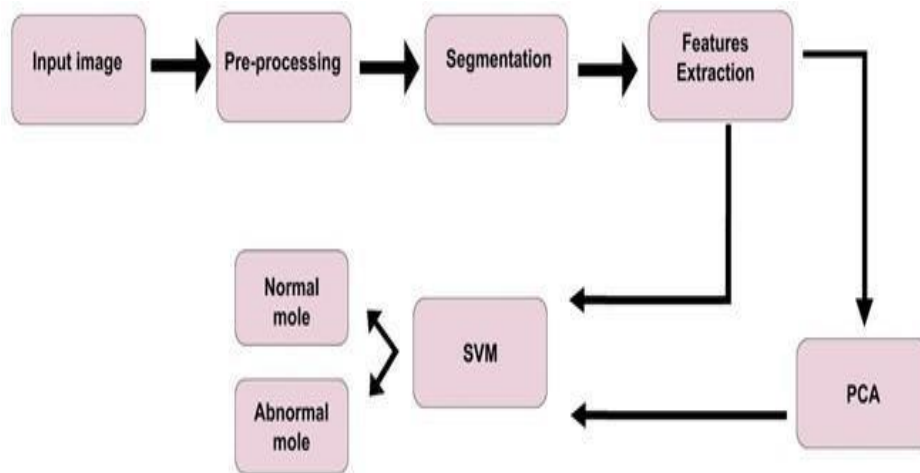 Input image
Pre-processing
Segmentation
Features
Extraction
Normal
mole
SVM
PCA
Abnormal
mole